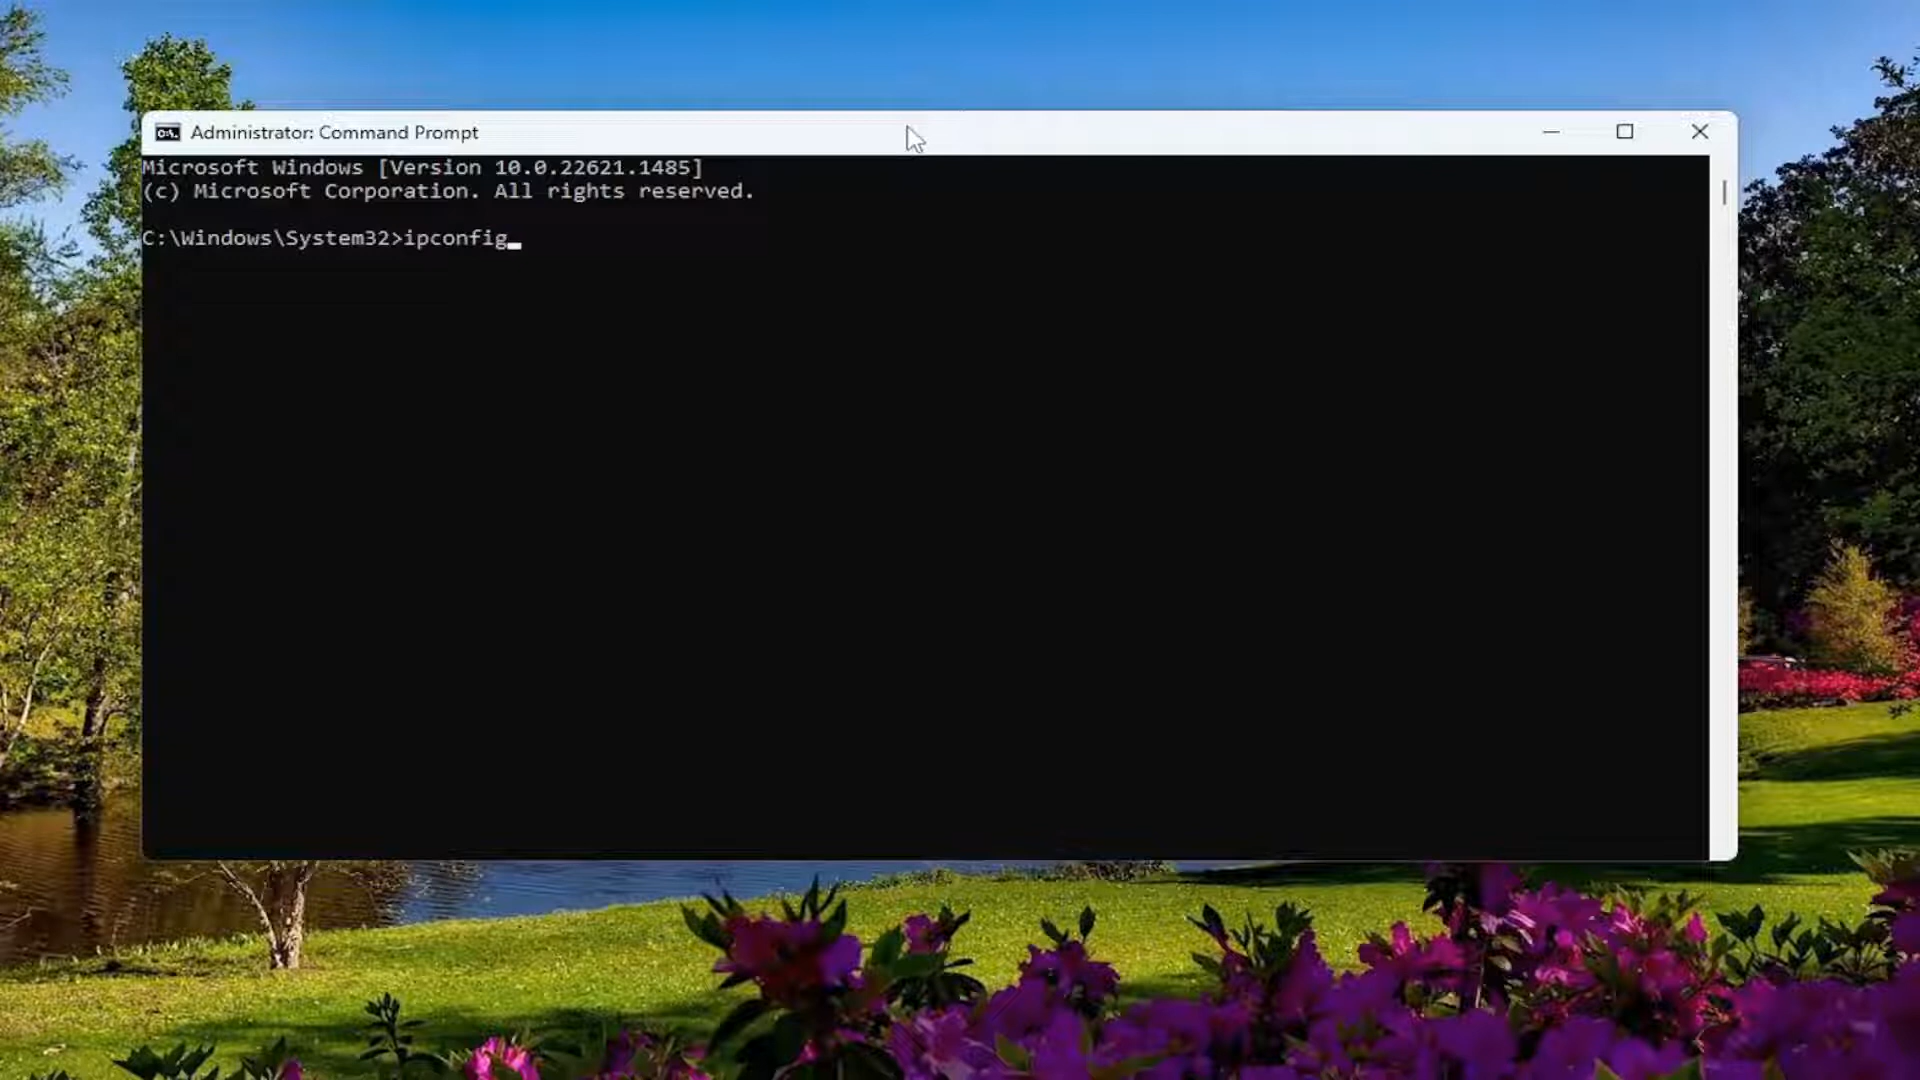 Administrator: Command Prompt
Microsoft Windows [Version 10.0.22621.1485]
(c) Microsoft Corporation. All rights reserved.
C:\Windows\System32>ipconfig